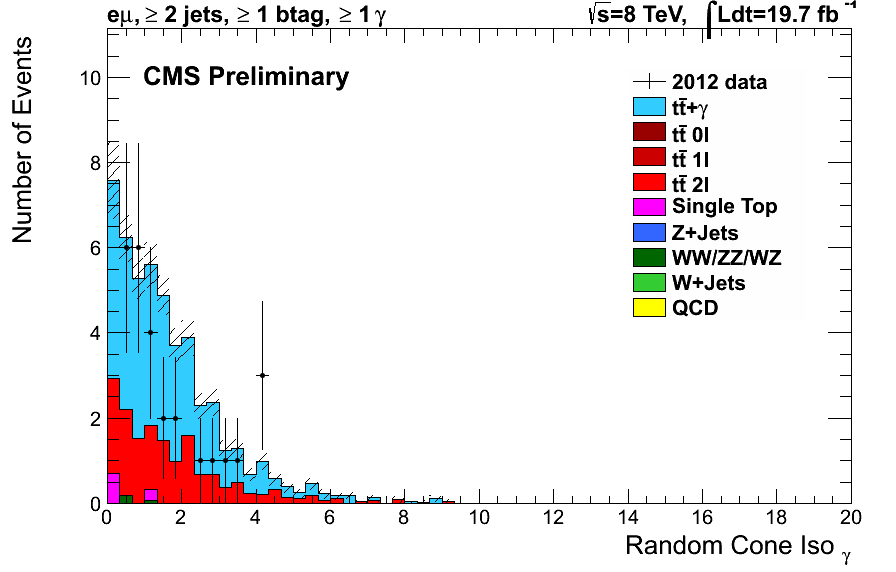 eμ, ≥ 2 jets, ≥ 1 btag, ≥ 1 γ
√s=8 TeV, ∫Ldt=19.7 fb⁻¹
CMS Preliminary
Number of Events
10
8
6
4
2
0
2012 data
tt̄+γ
tt̄ 0l
tt̄ 1l
tt̄ 2l
Single Top
Z+Jets
WW/ZZ/WZ
W+Jets
QCD
0 2 4 6 8 10 12 14 16 18 20
Random Cone Iso γ